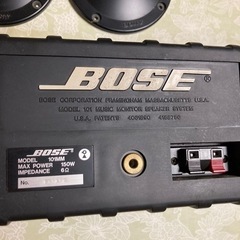 BOSE
BOSE CORPORATION FRAMINGHAM MASSACHUSETTS U.S.A.
MODEL 101 MUSIC MONITOR SPEAKER SYSTEM
U.S.A. PATENTS
BOSE
MODEL 101MM
MAX POWER 150W
IMPEDANCE 6Ω
No.